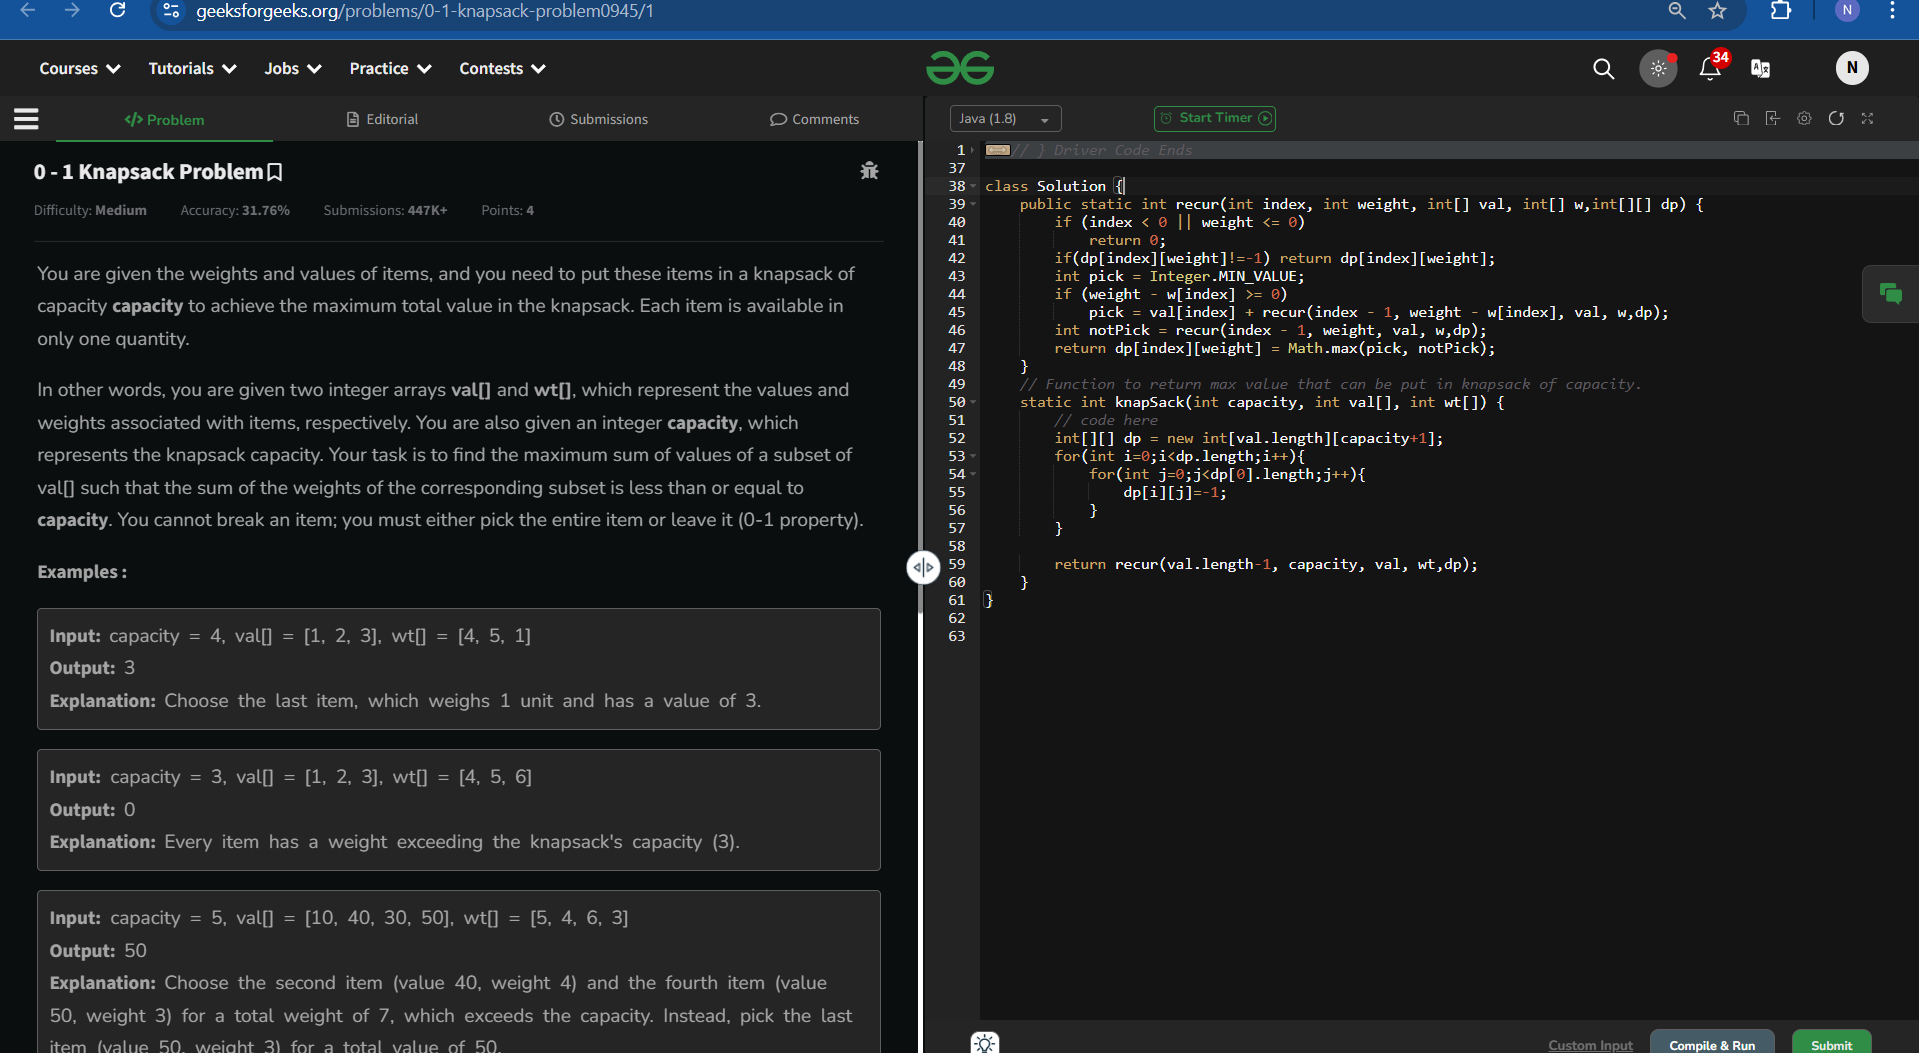 geeksforgeeks.org/problems/0-1-knapsack-problem0945/1
N
Courses Tutorials Jobs Practice Contests
34
N
</> Problem Editorial Submissions Comments
Java (1.8) Start Timer
0 - 1 Knapsack Problem
Difficulty: Medium Accuracy: 31.76% Submissions: 447K+ Points: 4
You are given the weights and values of items, and you need to put these items in a knapsack of
capacity capacity to achieve the maximum total value in the knapsack. Each item is available in
only one quantity.
In other words, you are given two integer arrays val[] and wt[], which represent the values and
weights associated with items, respectively. You are also given an integer capacity, which
represents the knapsack capacity. Your task is to find the maximum sum of values of a subset of
val[] such that the sum of the weights of the corresponding subset is less than or equal to
capacity. You cannot break an item; you must either pick the entire item or leave it (0-1 property).
Examples :
Input: capacity = 4, val[] = [1, 2, 3], wt[] = [4, 5, 1]
Output: 3
Explanation: Choose the last item, which weighs 1 unit and has a value of 3.
Input: capacity = 3, val[] = [1, 2, 3], wt[] = [4, 5, 6]
Output: 0
Explanation: Every item has a weight exceeding the knapsack's capacity (3).
Input: capacity = 5, val[] = [10, 40, 30, 50], wt[] = [5, 4, 6, 3]
Output: 50
Explanation: Choose the second item (value 40, weight 4) and the fourth item (value
50, weight 3) for a total weight of 7, which exceeds the capacity. Instead, pick the last
item (value 50, weight 3) for a total value of 50.
1 // } Driver Code Ends
37
38 class Solution {
39 public static int recur(int index, int weight, int[] val, int[] w,int[][] dp) {
40 if (index < 0 || weight <= 0)
41 return 0;
42 if(dp[index][weight]!=-1) return dp[index][weight];
43 int pick = Integer.MIN_VALUE;
44 if (weight - w[index] >= 0)
45 pick = val[index] + recur(index - 1, weight - w[index], val, w,dp);
46 int notPick = recur(index - 1, weight, val, w,dp);
47 return dp[index][weight] = Math.max(pick, notPick);
48 }
49 // Function to return max value that can be put in knapsack of capacity.
50 static int knapSack(int capacity, int val[], int wt[]) {
51 // code here
52 int[][] dp = new int[val.length][capacity+1];
53 for(int i=0;i<dp.length;i++){
54 for(int j=0;j<dp[0].length;j++){
55 dp[i][j]=-1;
56 }
57 }
58
59 return recur(val.length-1, capacity, val, wt,dp);
60 }
61 }
62
63
Custom Input Compile & Run Submit